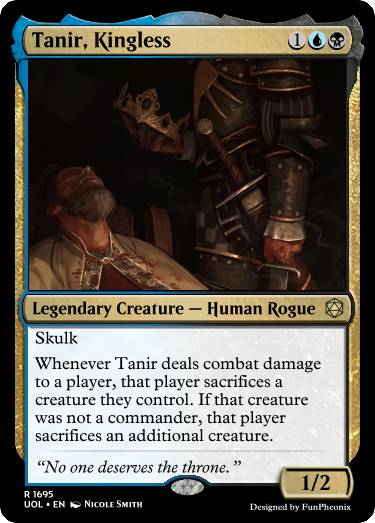 Tanir, Kingless 1
Legendary Creature — Human Rogue
Skulk
Whenever Tanir deals combat damage
to a player, that player sacrifices a
creature they control. If that creature
was not a commander, that player
sacrifices an additional creature.
“No one deserves the throne.”
1/2
R 1695
UOL • EN Nicole Smith
Designed by FunPheonix